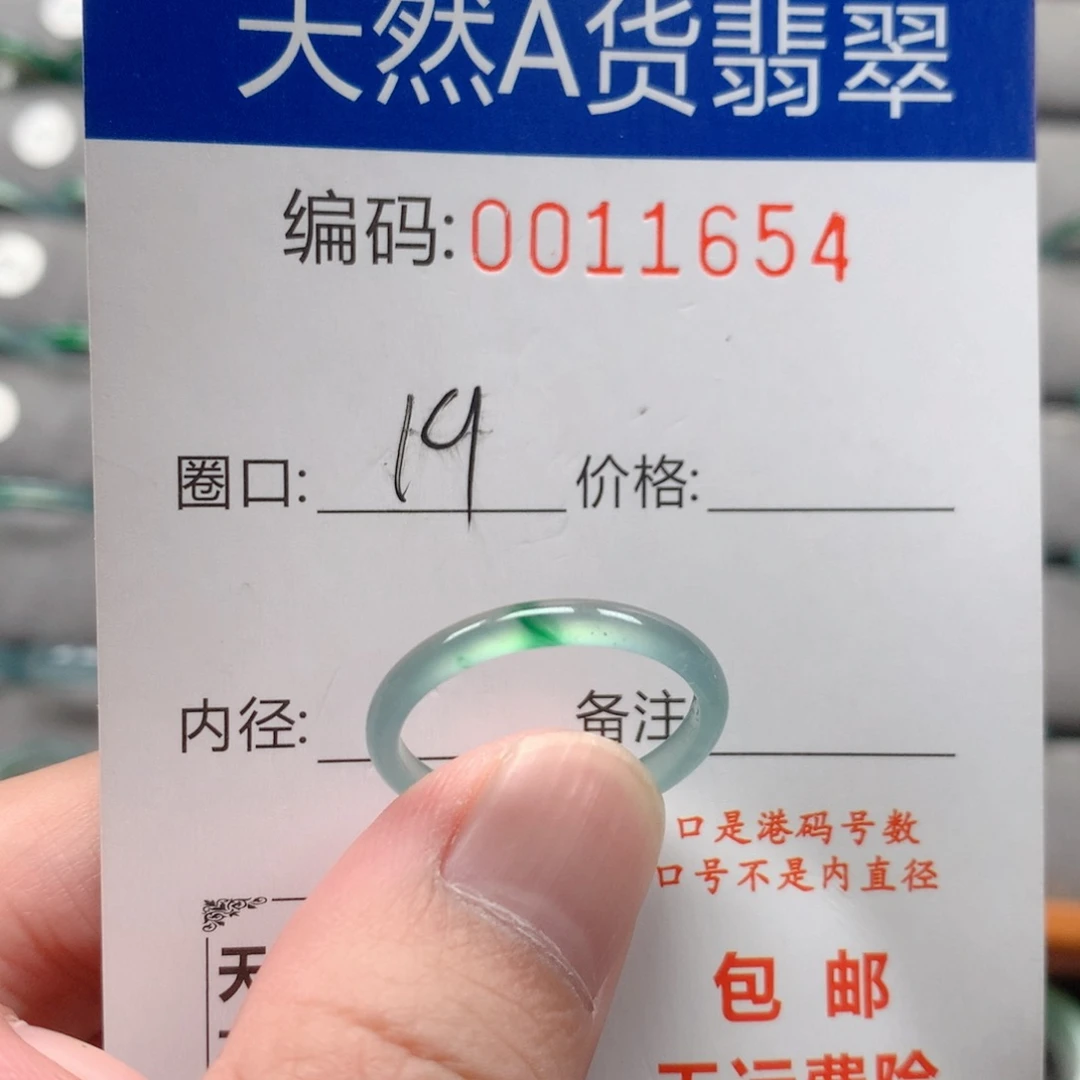 天然A货翡翠
编码:0011654
圈口: 19 价格:
内径: 备注
口是港码号数
口号不是内直径
天
包 邮